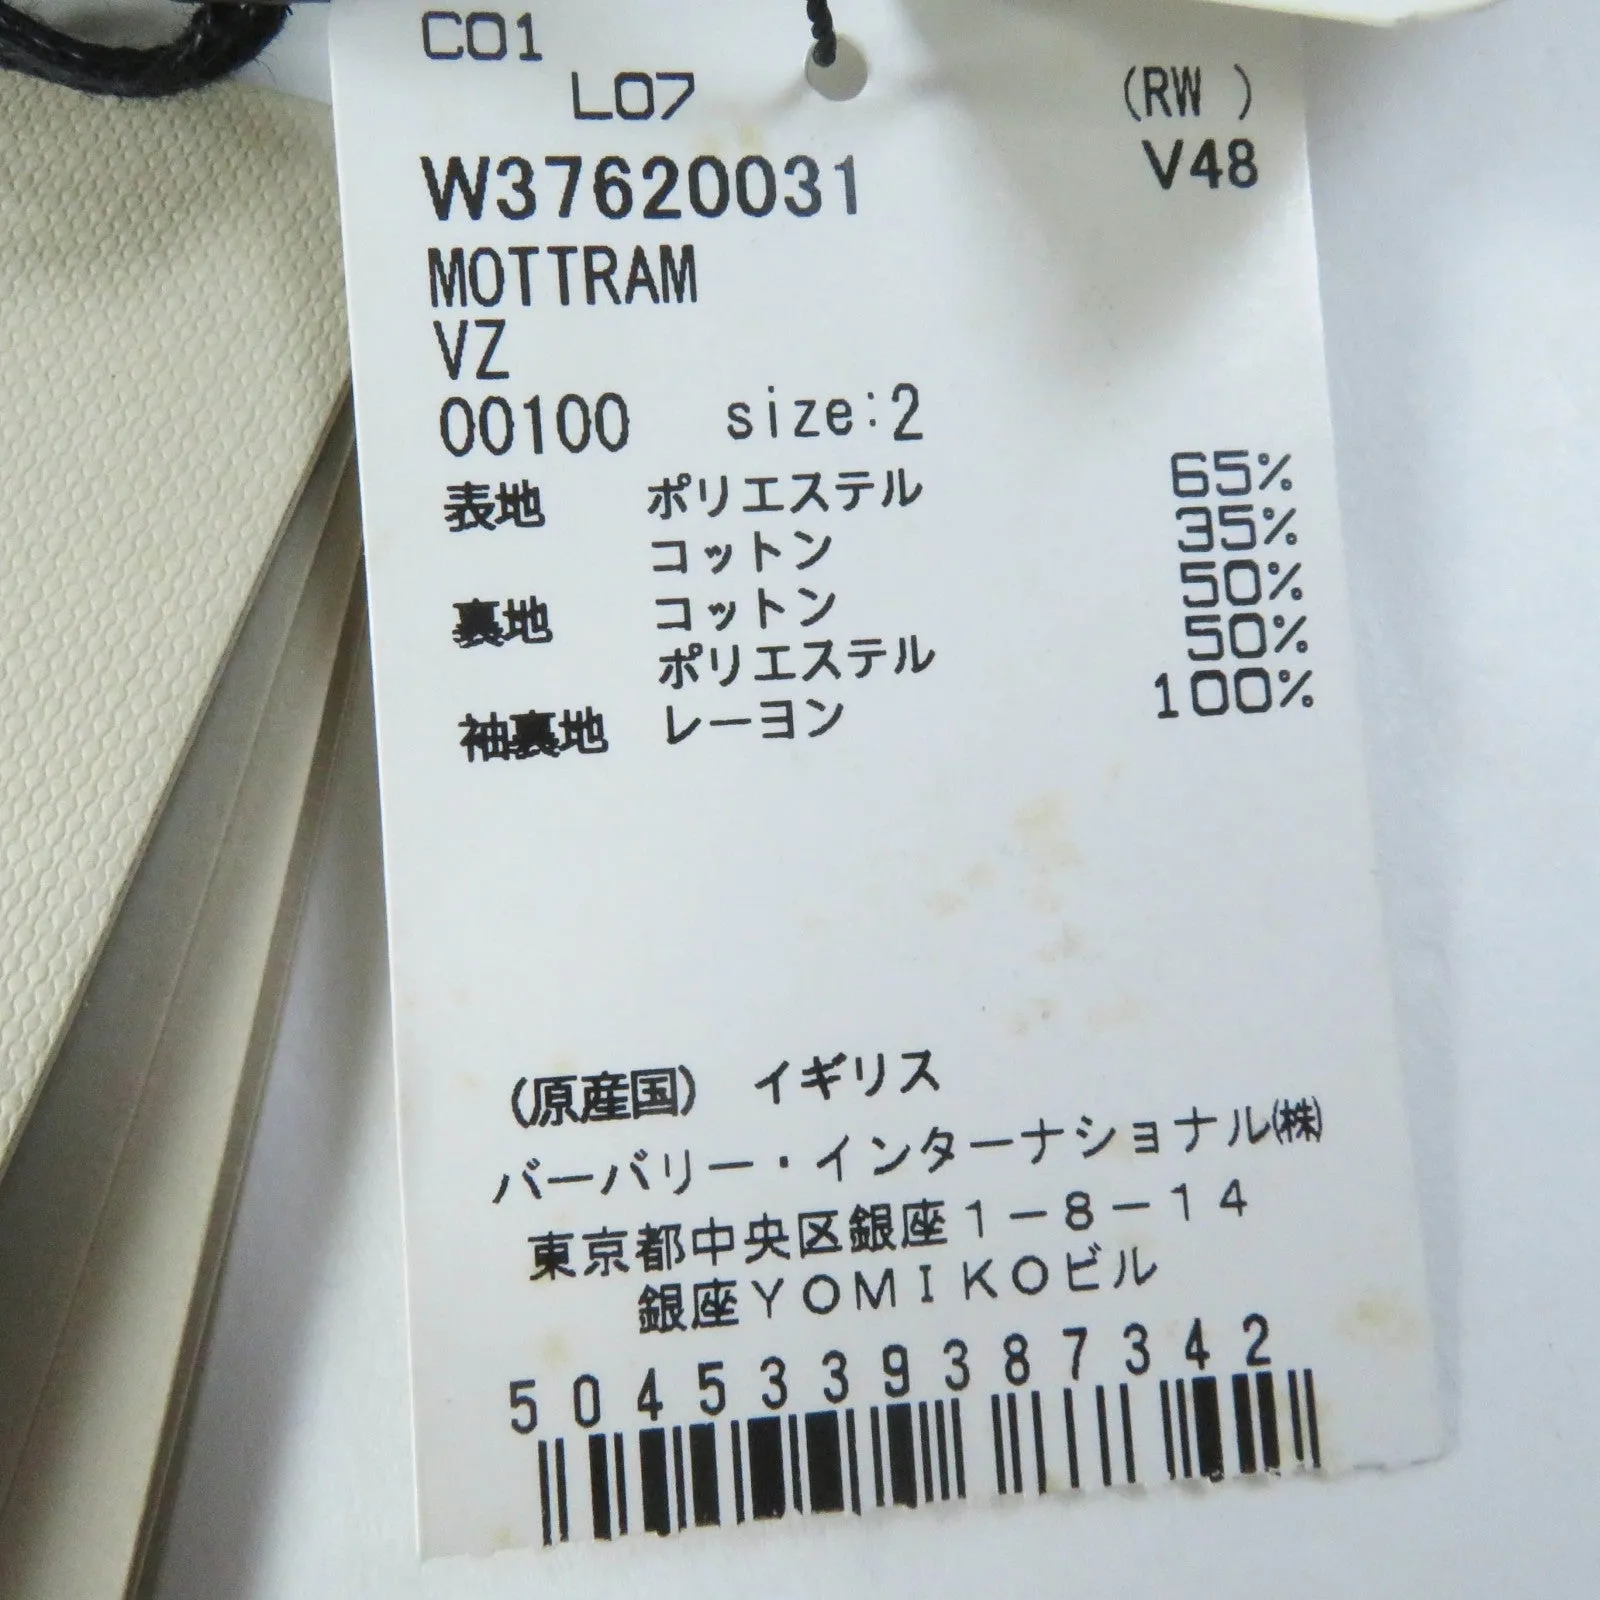 C01
L07
(RW )
W37620031 V48
MOTTRAM
VZ
00100 size:2
表地 ポリエステル 65%
コットン 35%
裏地 コットン 50%
ポリエステル 50%
袖裏地 レーヨン 100%
(原産国) イギリス
バーバリー・インターナショナル㈱
東京都中央区銀座1-8-14
銀座YOMIKOビル
5045339387342